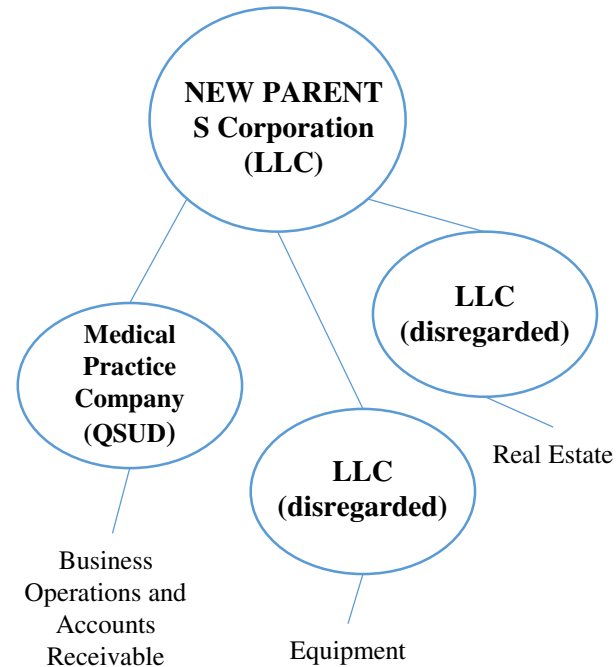 NEW PARENT
S Corporation
(LLC)
LLC
(disregarded)
Medical
Practice
Company
(QSUD)
LLC
(disregarded)
Real Estate
Business
Operations and
Accounts
Receivable
Equipment